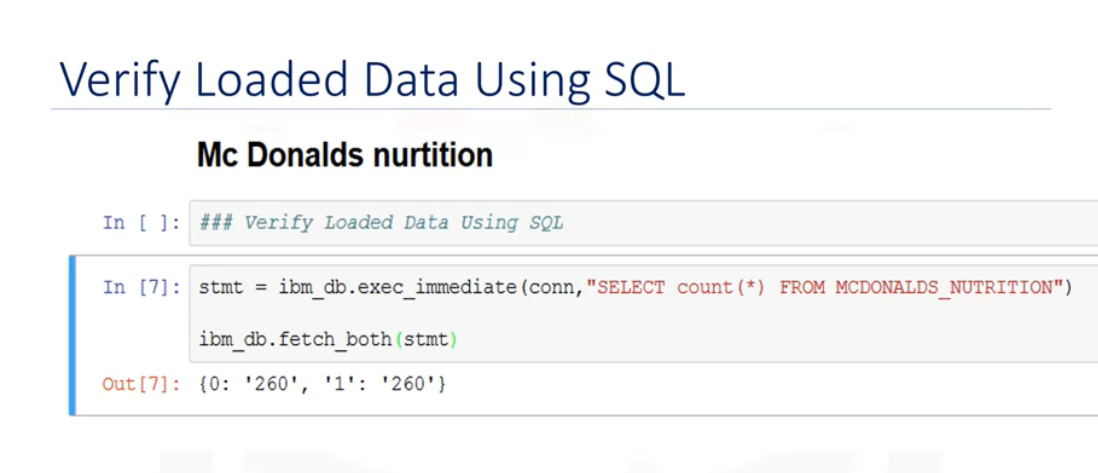 Verify Loaded Data Using SQL
Mc Donalds nurtition
In [ ]: ### Verify Loaded Data Using SQL
In [7]: stmt = ibm_db.exec_immediate(conn,"SELECT count(*) FROM MCDONALDS_NUTRITION")
ibm_db.fetch_both(stmt)
Out[7]: {0: '260', '1': '260'}